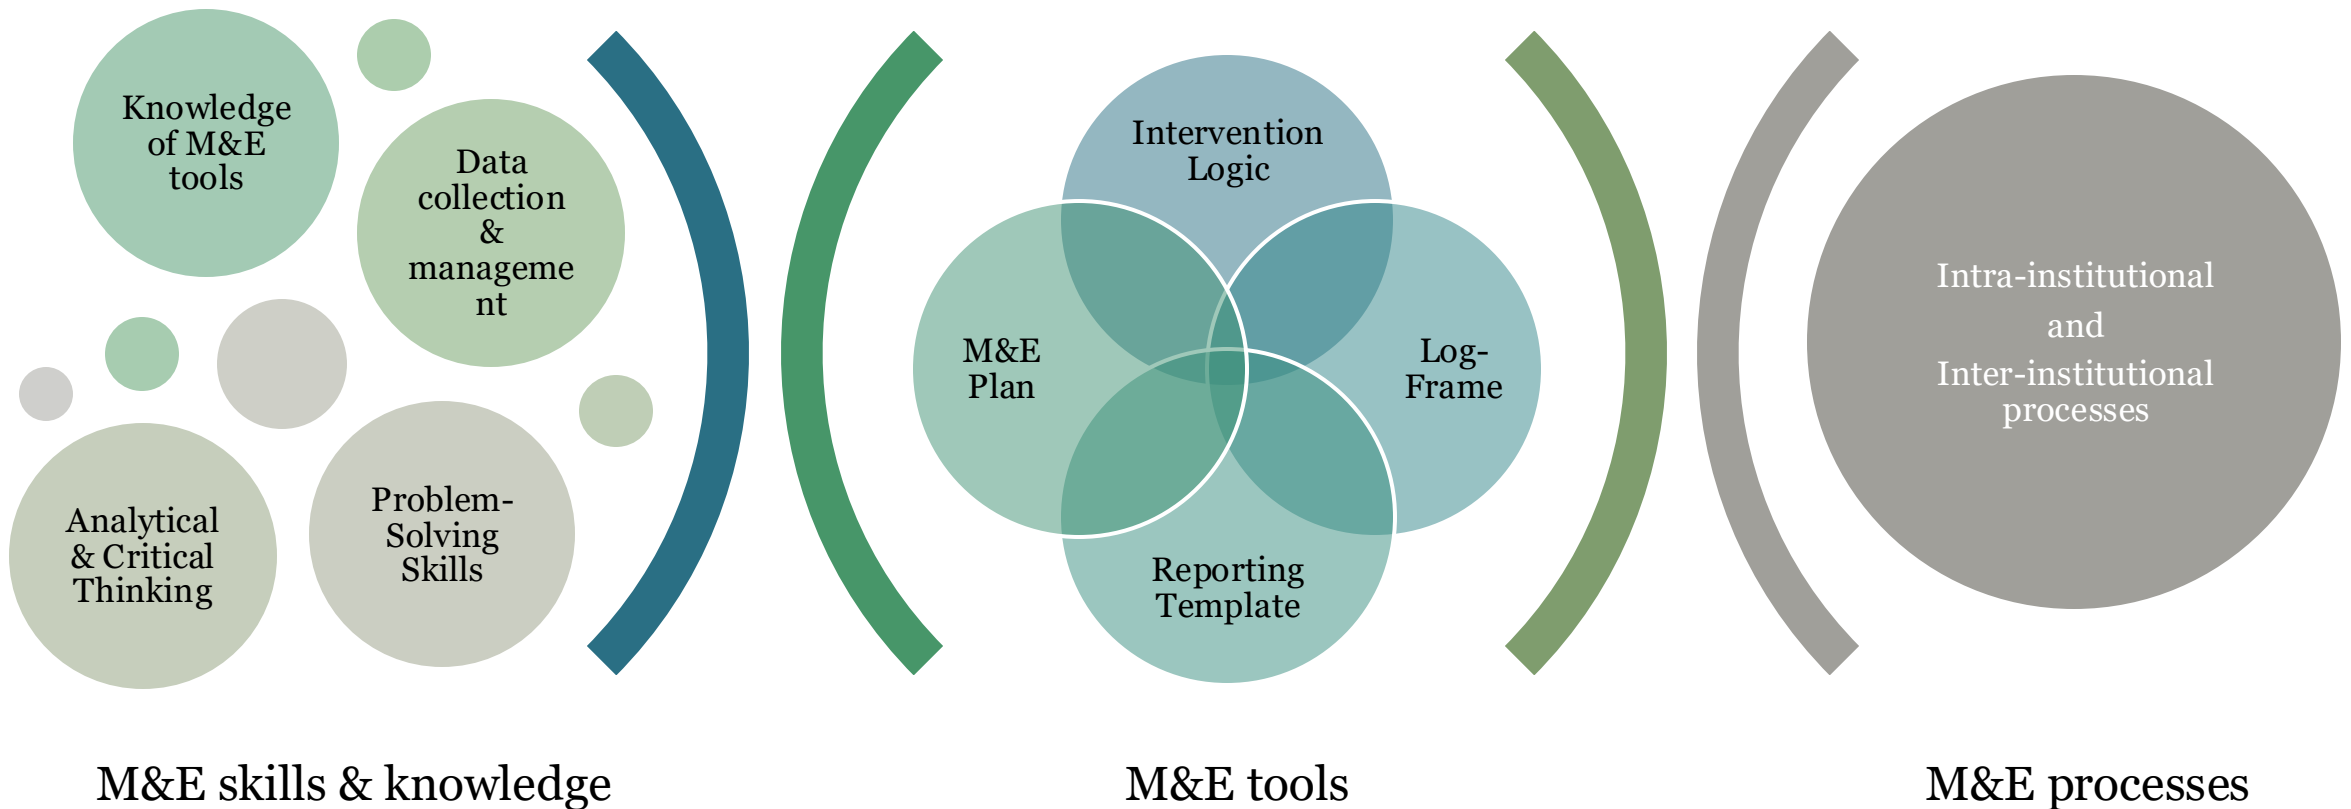 Knowledge
of M&E
tools
Data
collection
&
manageme
nt
Analytical
& Critical
Thinking
Problem-
Solving
Skills
M&E skills & knowledge
Intervention
Logic
M&E
Plan
Log-
Frame
Reporting
Template
M&E tools
Intra-institutional
and
Inter-institutional
processes
M&E processes